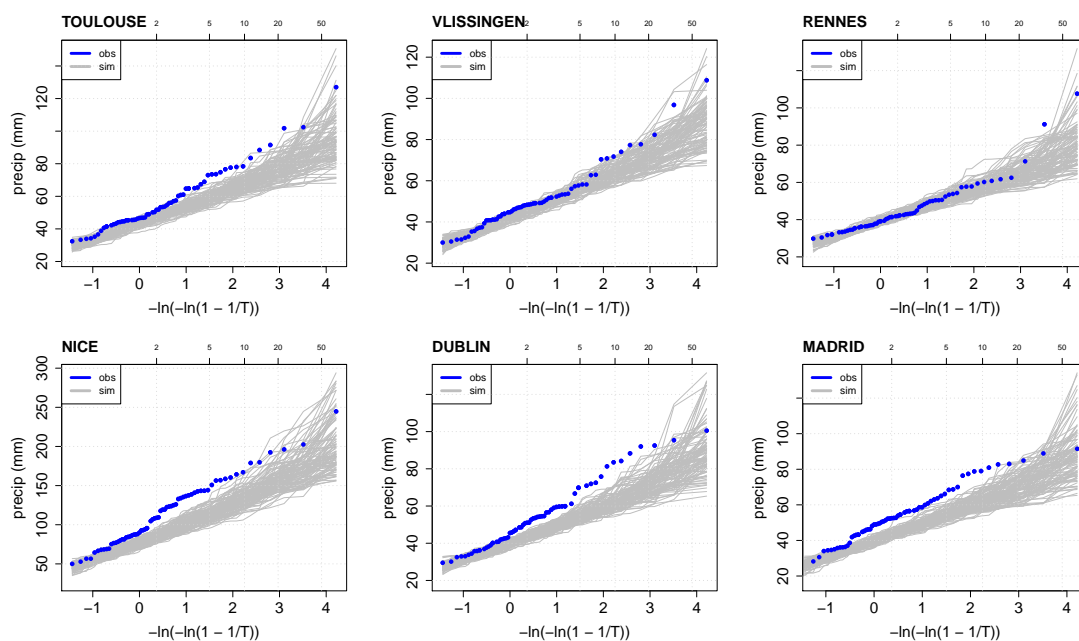 TOULOUSE
2 5 10 20 50
obs
sim
precip (mm)
20 40 60 80 100 120
−1 0 1 2 3 4
−ln(−ln(1 − 1/T))
VLISSINGEN
2 5 10 20 50
obs
sim
precip (mm)
20 40 60 80 100 120
−1 0 1 2 3 4
−ln(−ln(1 − 1/T))
RENNES
2 5 10 20 50
obs
sim
precip (mm)
20 40 60 80 100
−1 0 1 2 3 4
−ln(−ln(1 − 1/T))
NICE
2 5 10 20 50
obs
sim
precip (mm)
50 100 150 200 250 300
−1 0 1 2 3 4
−ln(−ln(1 − 1/T))
DUBLIN
2 5 10 20 50
obs
sim
precip (mm)
20 40 60 80 100
−1 0 1 2 3 4
−ln(−ln(1 − 1/T))
MADRID
2 5 10 20 50
obs
sim
precip (mm)
20 40 60 80 100
−1 0 1 2 3 4
−ln(−ln(1 − 1/T))